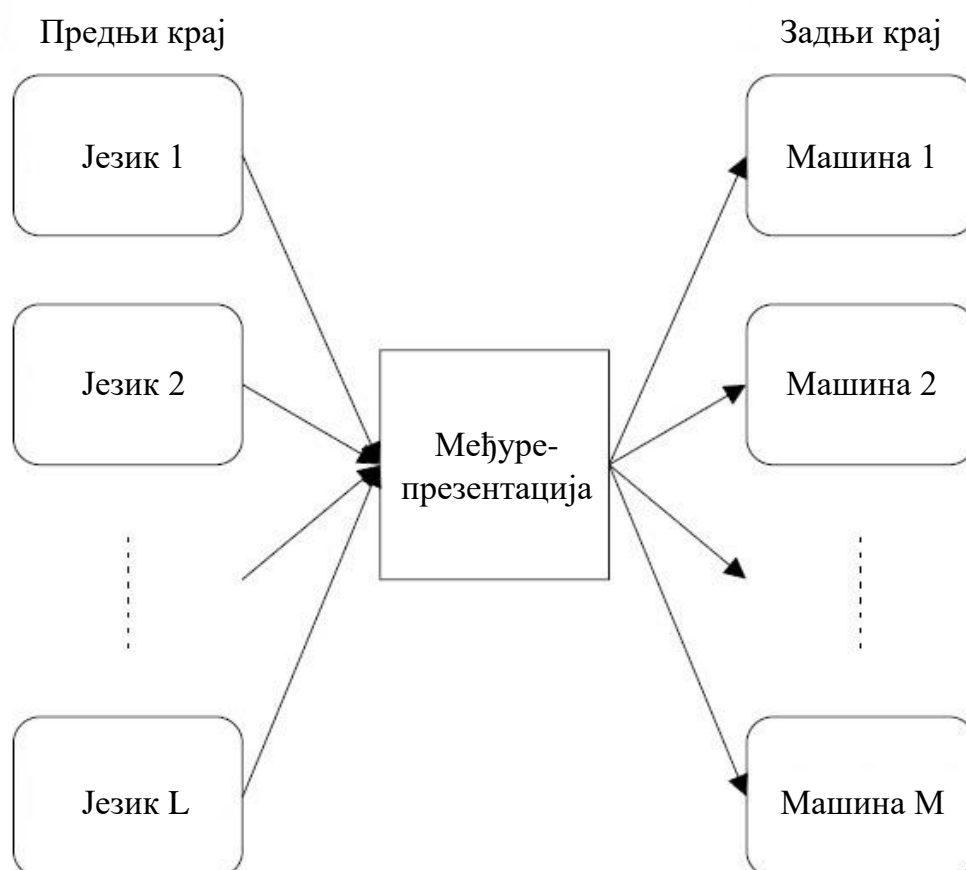 Предњи крај
Задњи крај
Језик 1
Машина 1
Језик 2
Машина 2
Међуре-
презентација
Језик L
Машина М